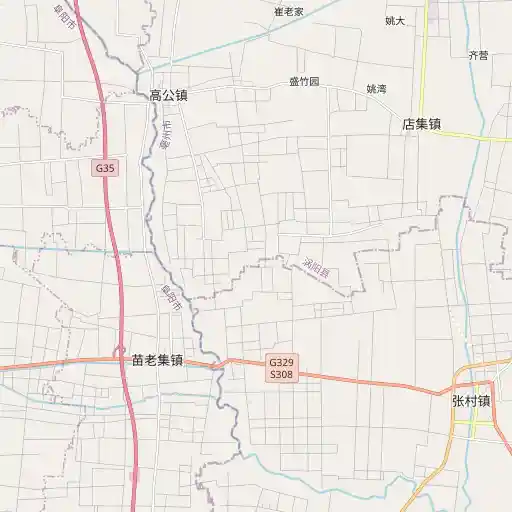 崔老家
阜阳市
姚大
齐营
盛竹园
姚湾
高公镇
店集镇
亳州市
G35
涡阳县
阜阳市
苗老集镇
G329
S308
张村镇